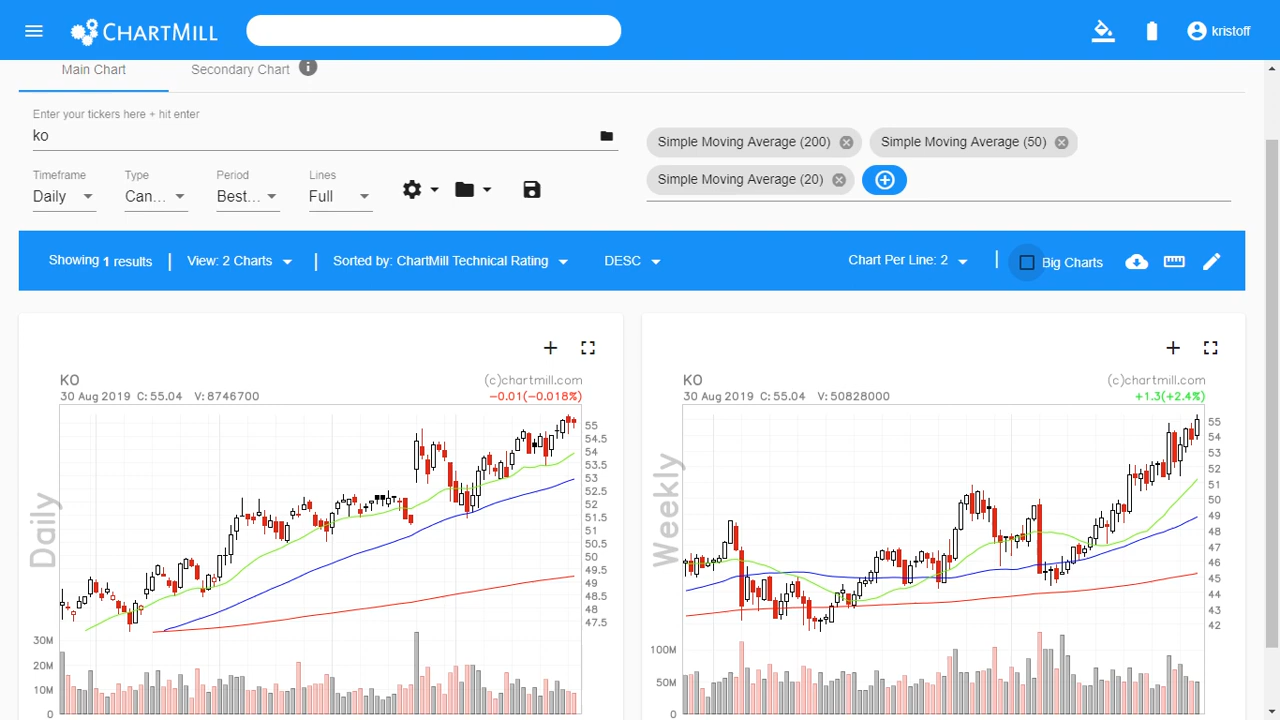 CHARTMILL
kristoff
Main Chart
Secondary Chart
i
Enter your tickers here + hit enter
ko
Simple Moving Average (200)
Simple Moving Average (50)
Simple Moving Average (20)
Timeframe
Type
Period
Lines
Daily
Can...
Best...
Full
Showing 1 results
View: 2 Charts
Sorted by: ChartMill Technical Rating
DESC
Chart Per Line: 2
Big Charts
KO
(c)chartmill.com
30 Aug 2019 C: 55.04 V: 8746700
-0.01(-0.018%)
55
54.5
54
53.5
53
52.5
52
51.5
51
50.5
50
49.5
49
48.5
48
47.5
Daily
30M
20M
10M
0
KO
(c)chartmill.com
30 Aug 2019 C: 55.04 V: 50828000
+1.3(+2.4%)
55
54
53
52
51
50
49
48
47
46
45
44
43
42
Weekly
100M
50M
0